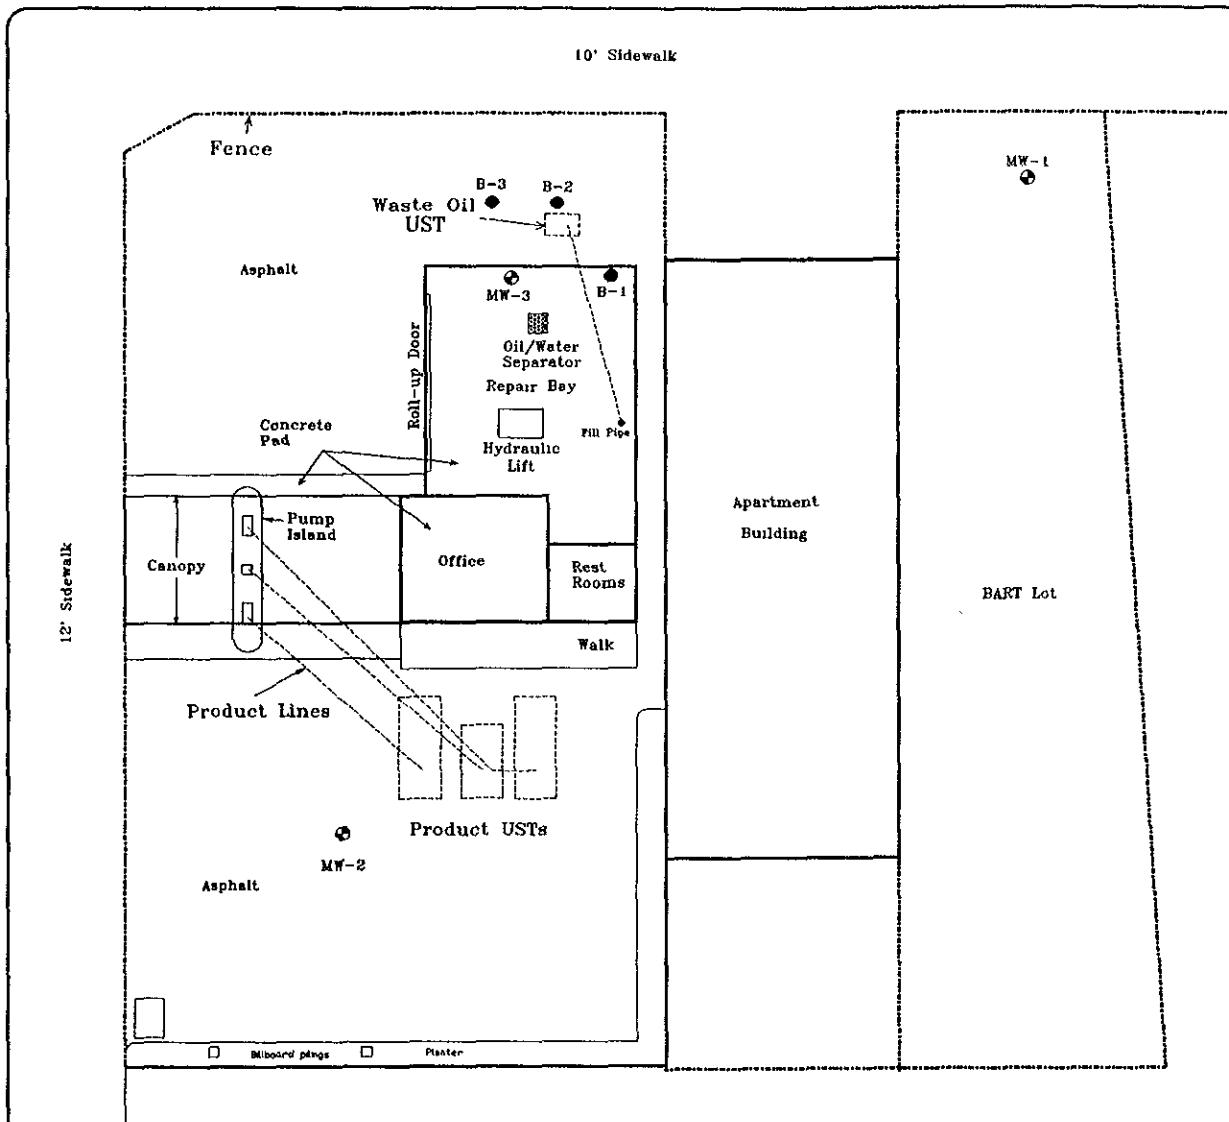 10' Sidewalk
Fence
MW-1
B-3
B-2
Waste Oil
UST
Asphalt
MW-3
B-1
Roll-up Door
Oil/Water
Separator
Repair Bay
Concrete
Pad
Fill Pipe
Hydraulic
Lift
Apartment
Building
Pump
Island
Canopy
Office
Rest
Rooms
12' Sidewalk
BART Lot
Walk
Product Lines
Product USTs
MW-2
Asphalt
Billboard pilings
Planter